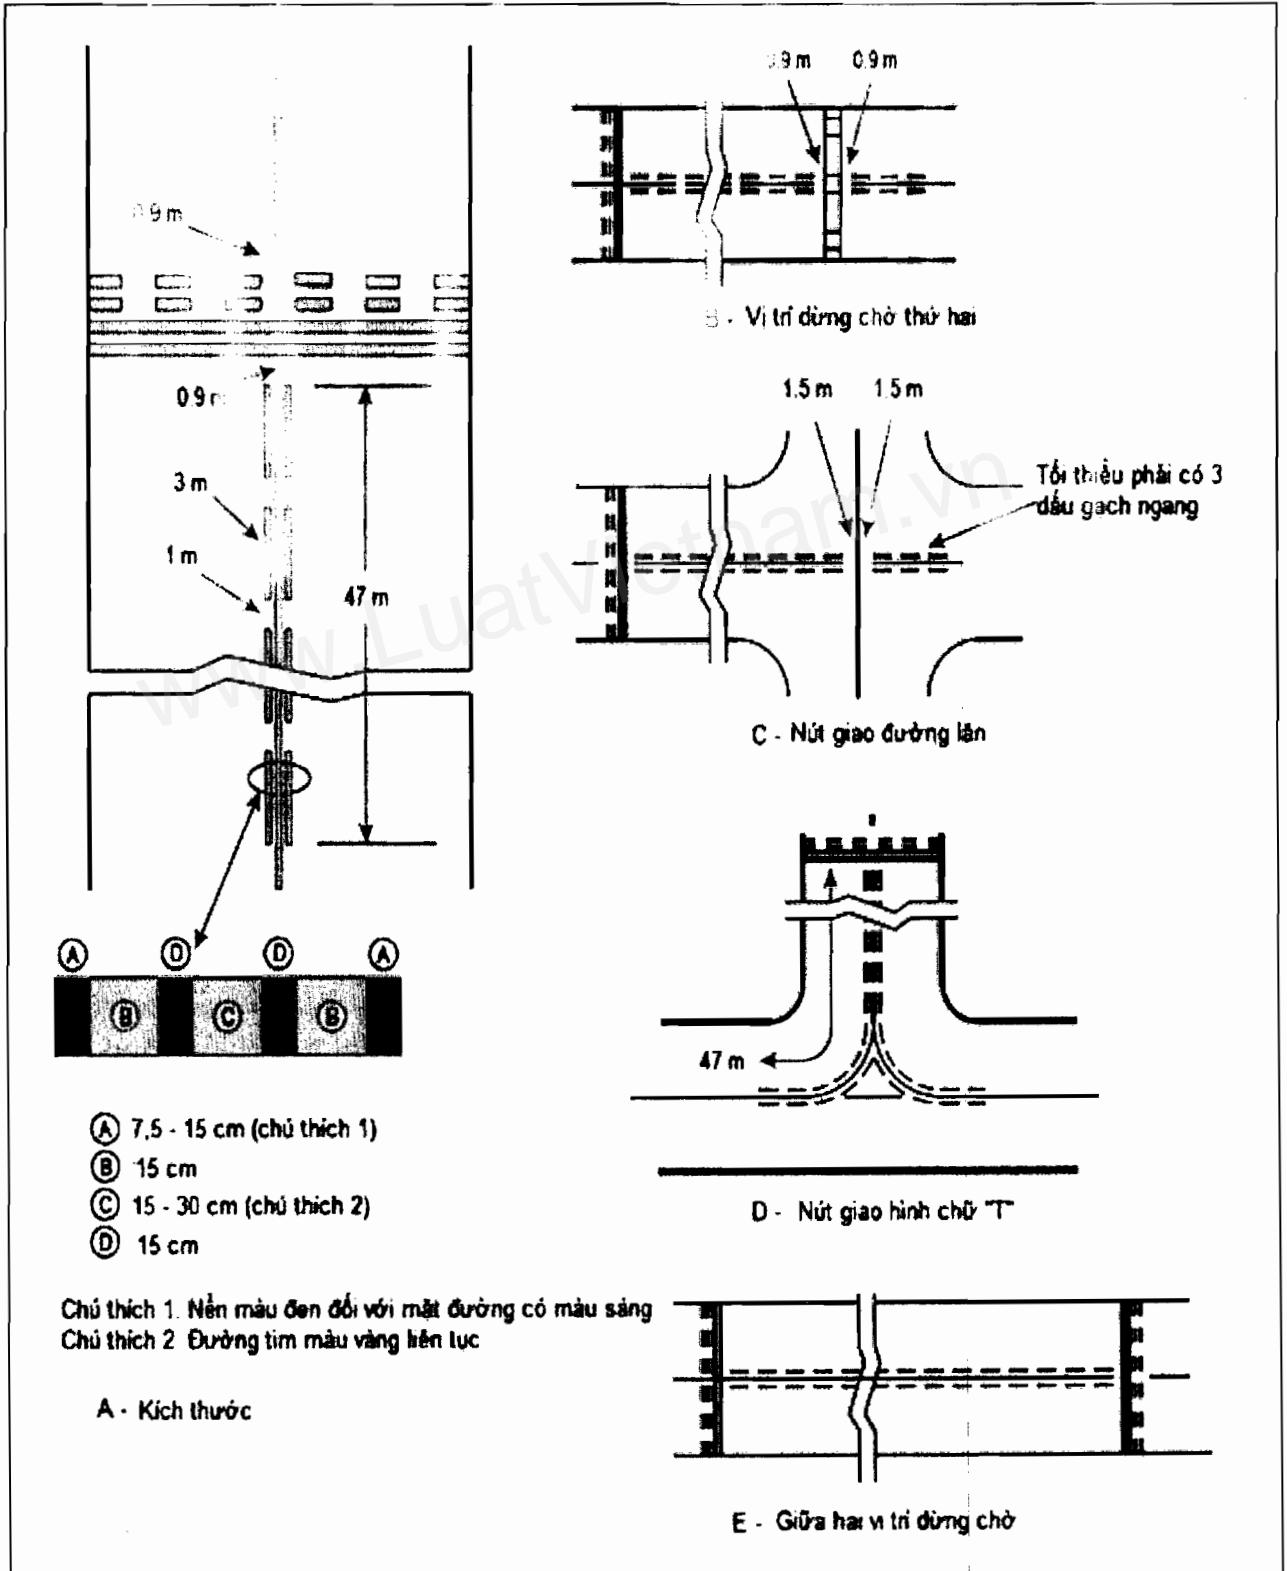 0.9 m
0.9 m
3 m
1 m
47 m
A
D
D
A
B
C
B
A 7,5 - 15 cm (chú thích 1)
B 15 cm
C 15 - 30 cm (chú thích 2)
D 15 cm
Chú thích 1. Nền màu đen đối với mặt đường có màu sáng
Chú thích 2 Đường tim màu vàng liên tục
A - Kích thước
0.9 m 0.9 m
B - Vị trí dừng chờ thứ hai
1.5 m 1.5 m
Tối thiểu phải có 3
dấu gạch ngang
C - Nút giao đường lăn
47 m
D - Nút giao hình chữ "T"
E - Giữa hai vị trí dừng chờ
www.LuatVietnam.vn